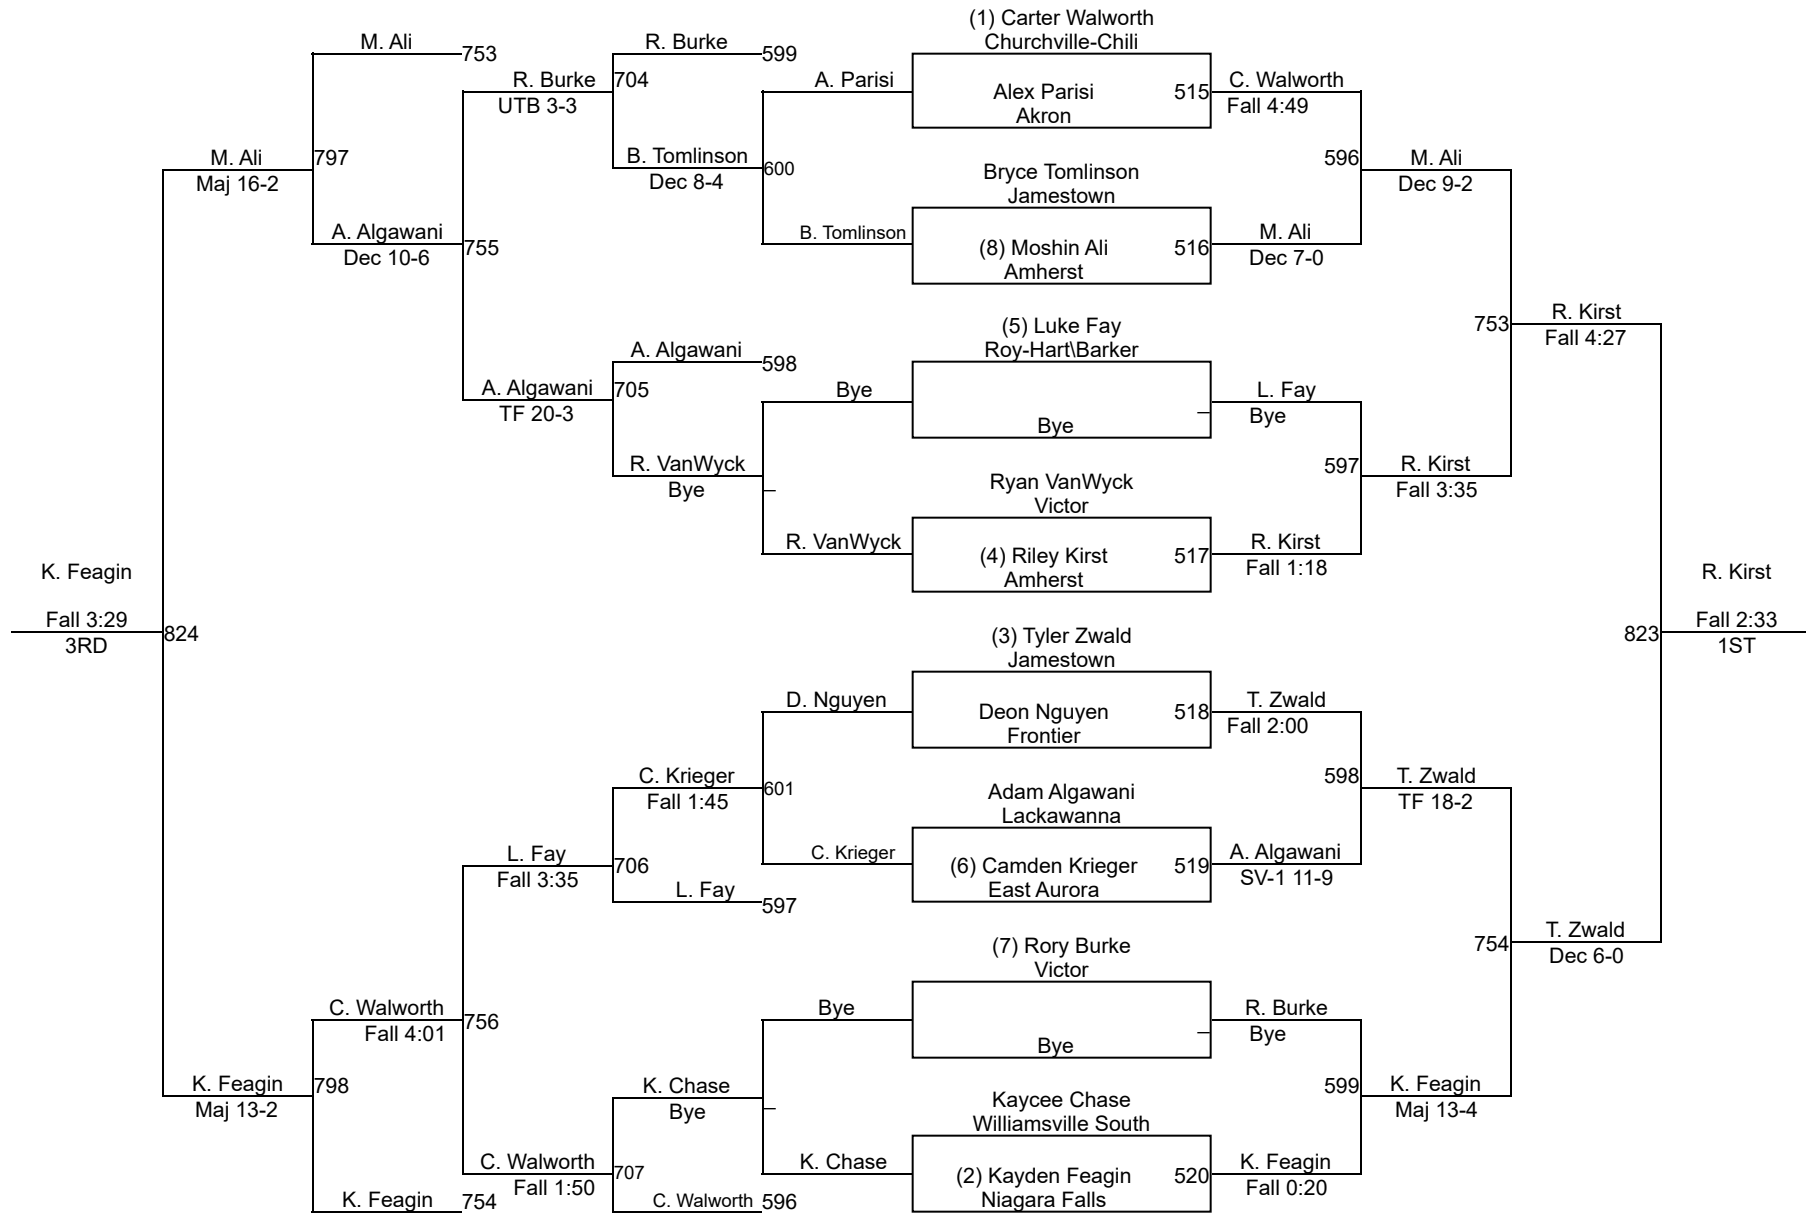 (1) Carter Walworth
Churchville-Chili
M. Ali
753
R. Burke
599
R. Burke
704
UTB 3-3
A. Parisi
Alex Parisi
Akron
515
C. Walworth
Fall 4:49
M. Ali
797
Maj 16-2
B. Tomlinson
600
Dec 8-4
Bryce Tomlinson
Jamestown
596
M. Ali
Dec 9-2
A. Algawani
755
Dec 10-6
B. Tomlinson
(8) Moshin Ali
Amherst
516
M. Ali
Dec 7-0
(5) Luke Fay
Roy-Hart\Barker
753
R. Kirst
Fall 4:27
A. Algawani
598
A. Algawani
705
TF 20-3
Bye
Bye
L. Fay
Bye
R. VanWyck
Bye
Ryan VanWyck
Victor
597
R. Kirst
Fall 3:35
R. VanWyck
(4) Riley Kirst
Amherst
517
R. Kirst
Fall 1:18
K. Feagin
Fall 3:29
3RD
824
R. Kirst
823
Fall 2:33
1ST
(3) Tyler Zwald
Jamestown
D. Nguyen
Deon Nguyen
Frontier
518
T. Zwald
Fall 2:00
C. Krieger
601
Fall 1:45
Adam Algawani
Lackawanna
598
T. Zwald
TF 18-2
L. Fay
706
Fall 3:35
C. Krieger
(6) Camden Krieger
East Aurora
519
A. Algawani
SV-1 11-9
L. Fay
597
(7) Rory Burke
Victor
754
T. Zwald
Dec 6-0
C. Walworth
756
Fall 4:01
Bye
Bye
R. Burke
Bye
K. Feagin
798
Maj 13-2
K. Chase
Bye
Kaycee Chase
Williamsville South
599
K. Feagin
Maj 13-4
C. Walworth
707
Fall 1:50
K. Chase
(2) Kayden Feagin
Niagara Falls
520
K. Feagin
Fall 0:20
K. Feagin
754
C. Walworth
596